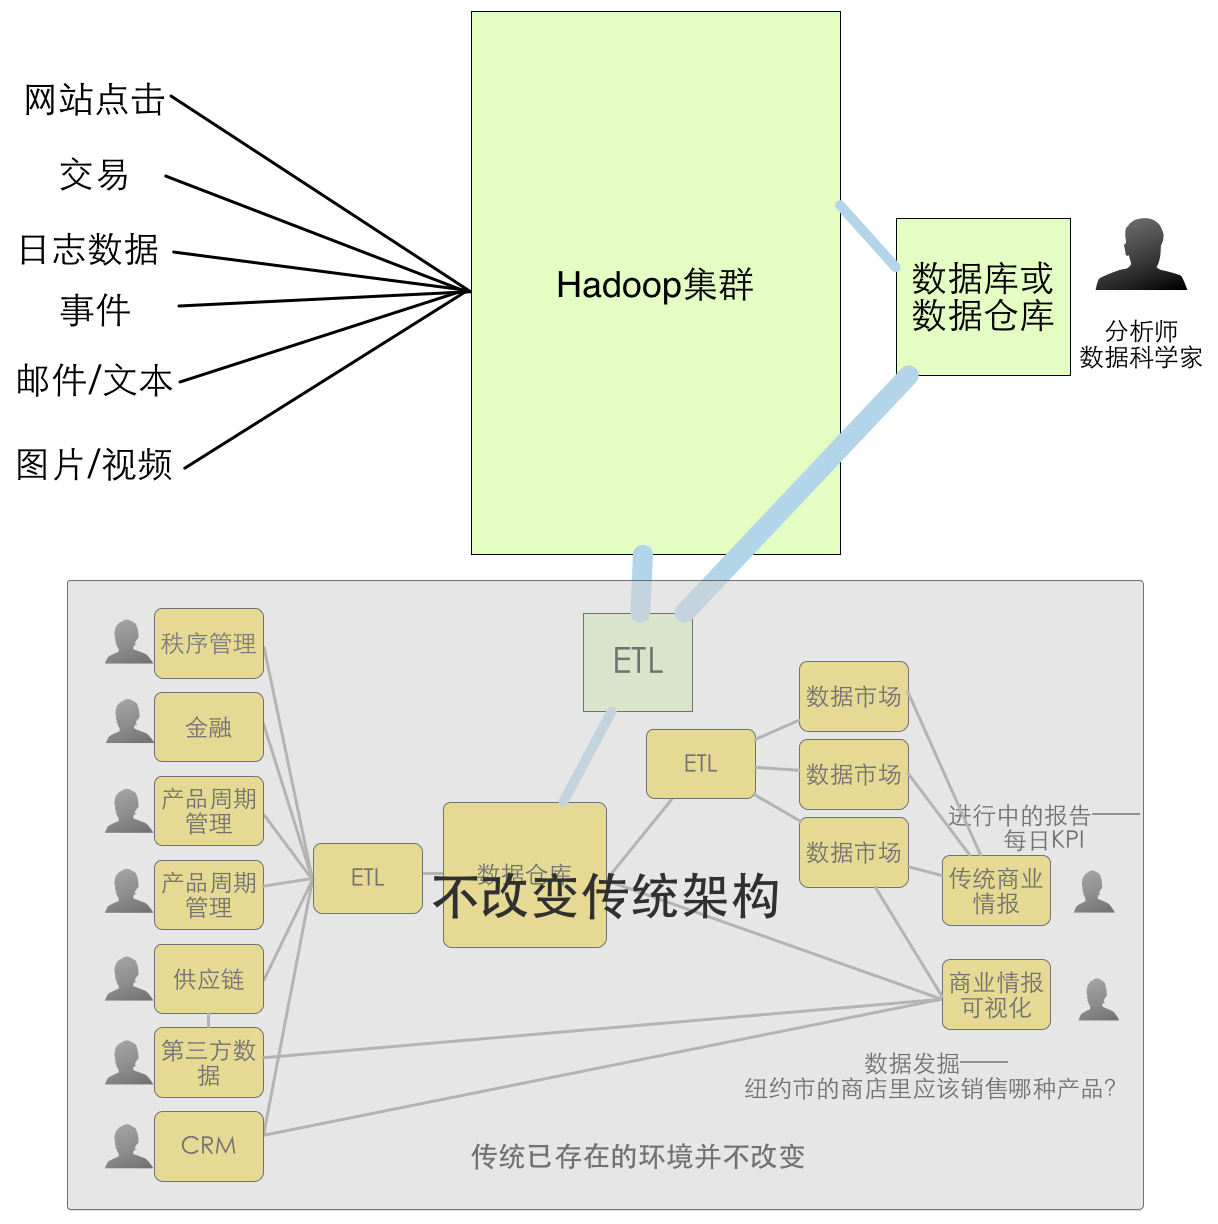 网站点击
交易
日志数据
事件
邮件/文本
图片/视频
Hadoop集群
数据库或
数据仓库
分析师
数据科学家
秩序管理
金融
产品周期
管理
产品周期
管理
供应链
第三方数
据
CRM
ETL
数据仓库
不改变传统架构
ETL
ETL
数据市场
数据市场
数据市场
进行中的报告——
每日KPI
传统商业
情报
商业情报
可视化
数据发掘——
纽约市的商店里应该销售哪种产品?
传统已存在的环境并不改变